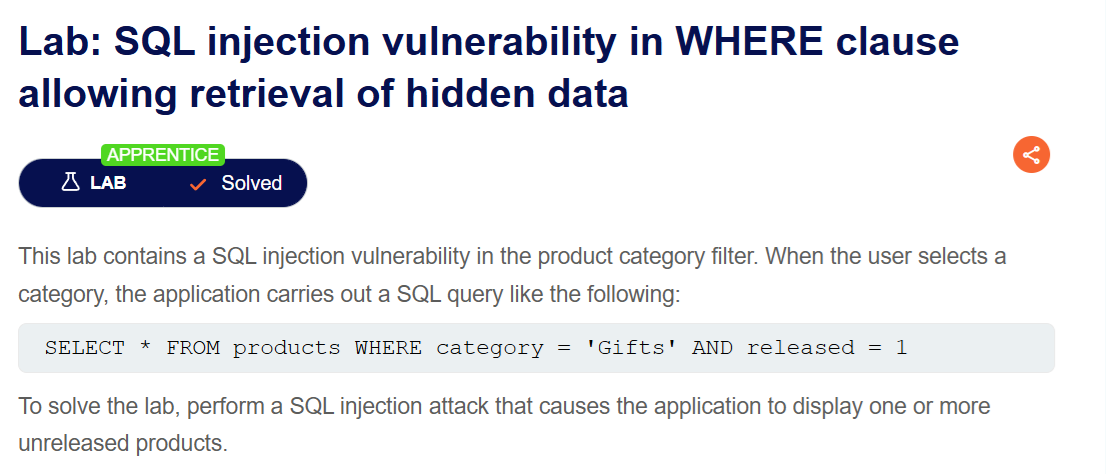 Lab: SQL injection vulnerability in WHERE clause
allowing retrieval of hidden data
APPRENTICE
LAB
Solved
This lab contains a SQL injection vulnerability in the product category filter. When the user selects a
category, the application carries out a SQL query like the following:
SELECT * FROM products WHERE category = 'Gifts' AND released = 1
To solve the lab, perform a SQL injection attack that causes the application to display one or more
unreleased products.